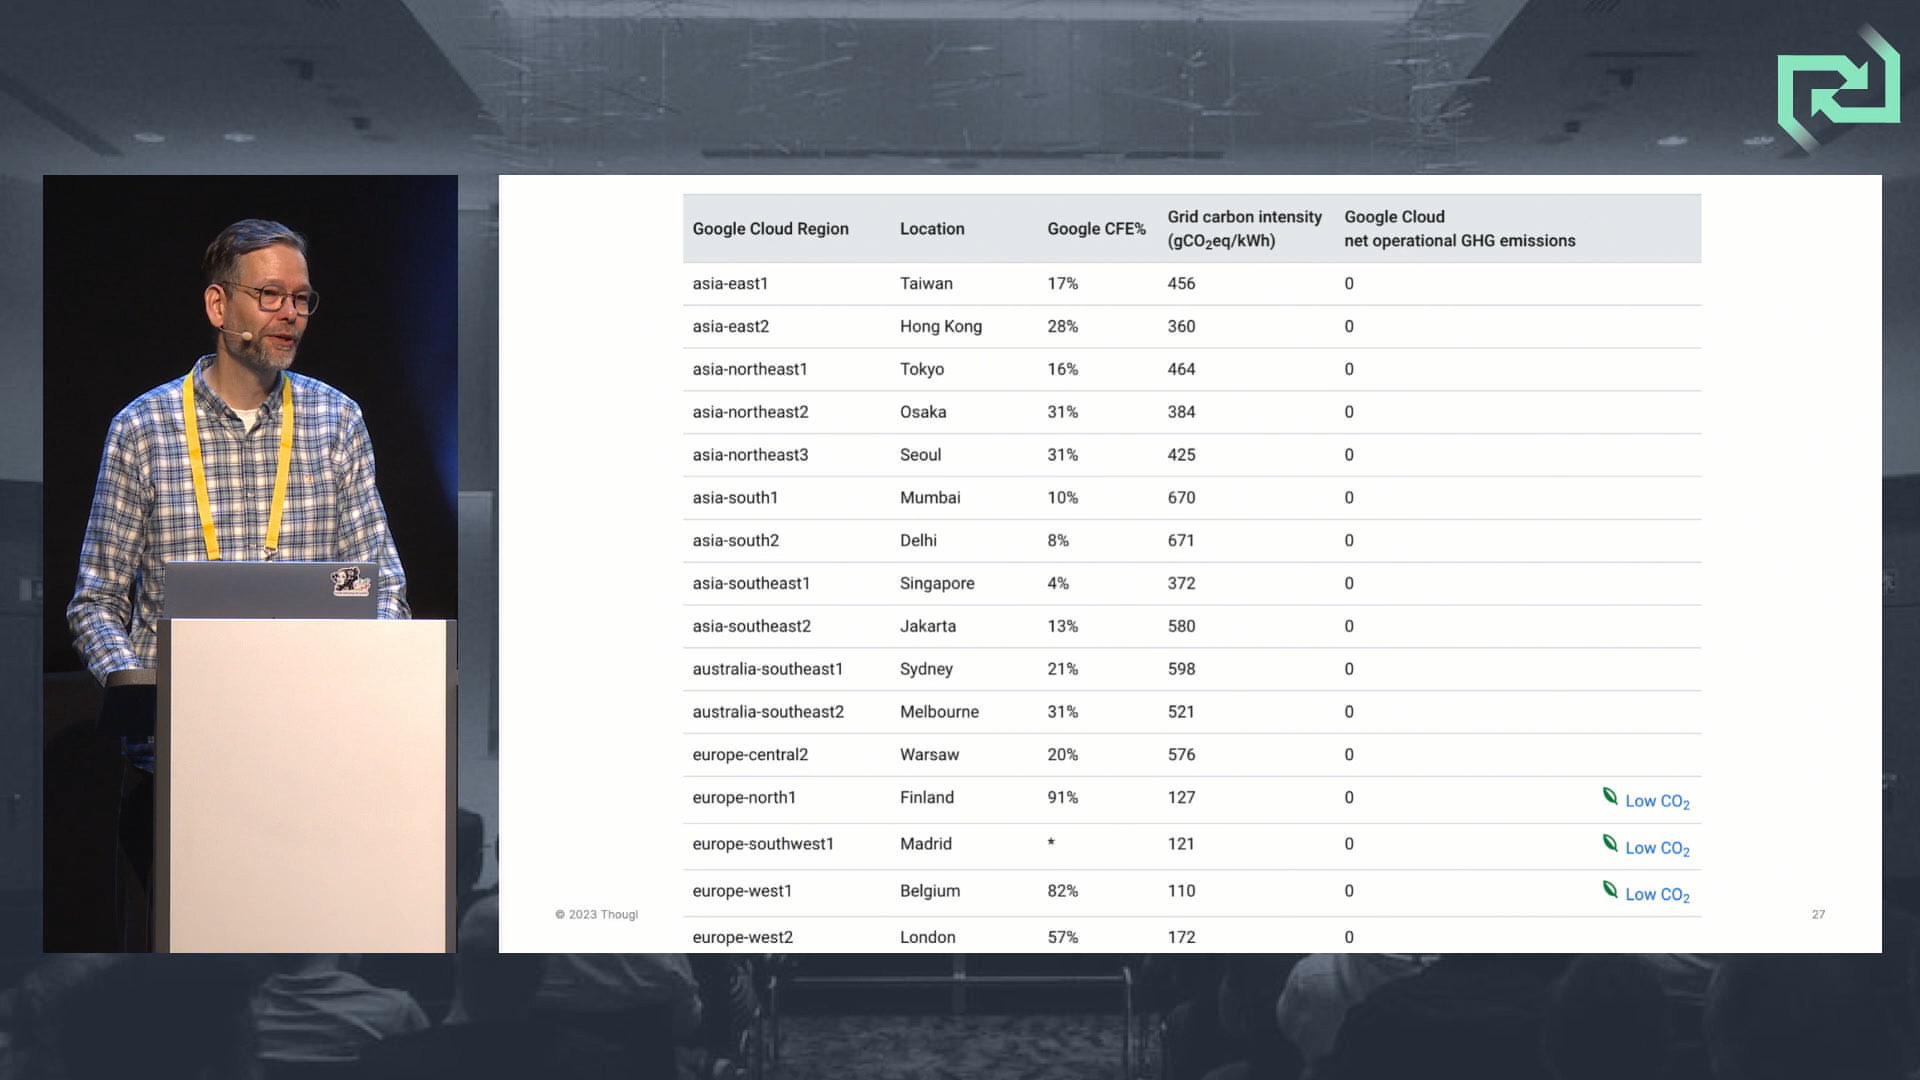 Google Cloud Region Location Google CFE% Grid carbon intensity (gCO₂eq/kWh) Google Cloud net operational GHG emissions
asia-east1 Taiwan 17% 456 0
asia-east2 Hong Kong 28% 360 0
asia-northeast1 Tokyo 16% 464 0
asia-northeast2 Osaka 31% 384 0
asia-northeast3 Seoul 31% 425 0
asia-south1 Mumbai 10% 670 0
asia-south2 Delhi 8% 671 0
asia-southeast1 Singapore 4% 372 0
asia-southeast2 Jakarta 13% 580 0
australia-southeast1 Sydney 21% 598 0
australia-southeast2 Melbourne 31% 521 0
europe-central2 Warsaw 20% 576 0
europe-north1 Finland 91% 127 0 Low CO₂
europe-southwest1 Madrid * 121 0 Low CO₂
europe-west1 Belgium 82% 110 0 Low CO₂
europe-west2 London 57% 172 0
© 2023 Thougl
27